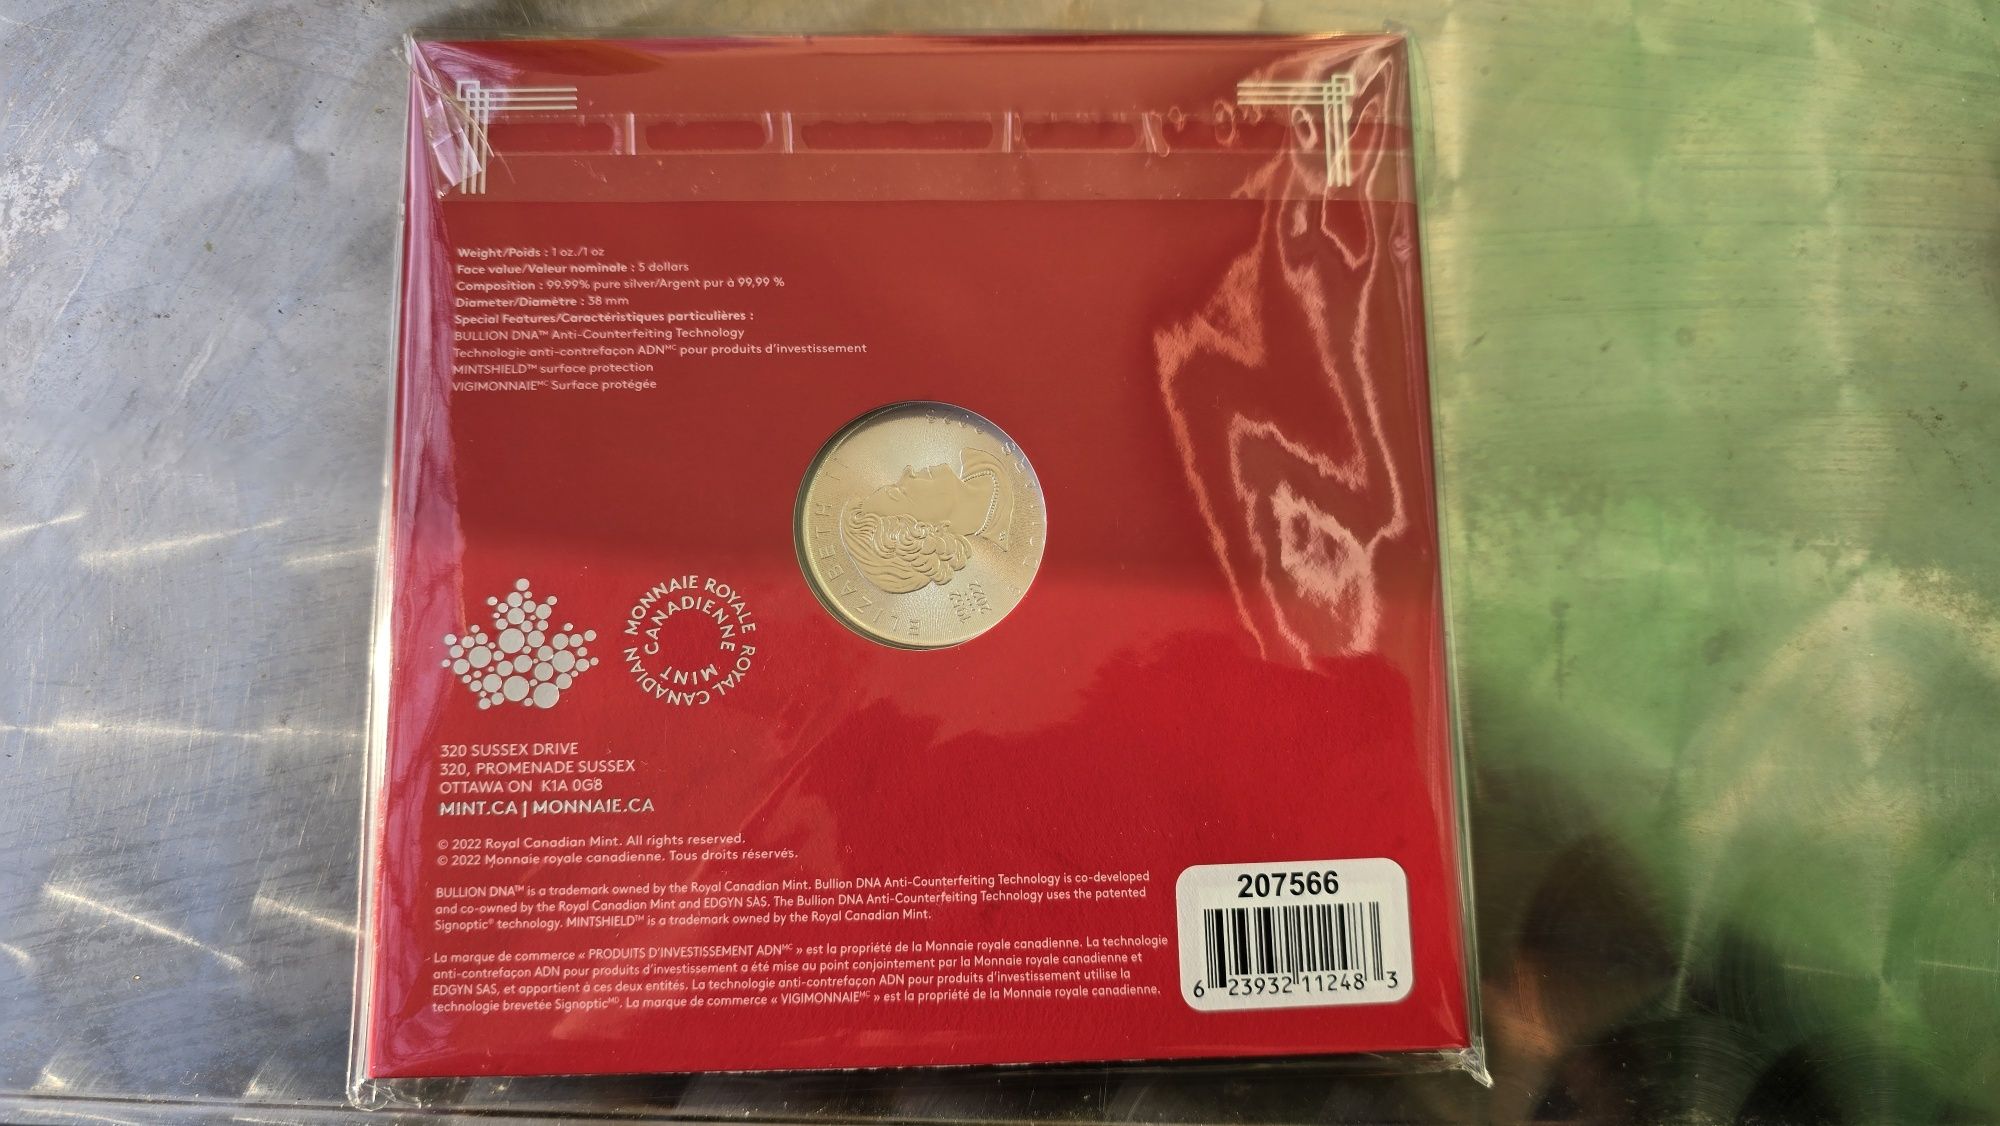 Weight/Poids : 1 oz./1 oz
Face value/Valeur nominale : 5 dollars
Composition : 99.99% pure silver/Argent pur à 99,99 %
Diameter/Diamètre : 38 mm
Special Features/Caractéristiques particulières :
BULLION DNA™ Anti-Counterfeiting Technology
Technologie anti-contrefaçon ADNᴹᶜ pour produits d'investissement
MINTSHIELD™ surface protection
VIGIMONNAIEᴹᶜ Surface protégée
ELIZABETH II
1952
2022
MONNAIE ROYALE CANADIENNE
ROYAL CANADIAN MINT
320 SUSSEX DRIVE
320, PROMENADE SUSSEX
OTTAWA ON K1A 0G8
MINT.CA | MONNAIE.CA
© 2022 Royal Canadian Mint. All rights reserved.
© 2022 Monnaie royale canadienne. Tous droits réservés.
BULLION DNA™ is a trademark owned by the Royal Canadian Mint. Bullion DNA Anti-Counterfeiting Technology is co-developed
and co-owned by the Royal Canadian Mint and EDGYN SAS. The Bullion DNA Anti-Counterfeiting Technology uses the patented
Signoptic® technology. MINTSHIELD™ is a trademark owned by the Royal Canadian Mint.
La marque de commerce « PRODUITS D'INVESTISSEMENT ADNᴹᶜ » est la propriété de la Monnaie royale canadienne. La technologie
anti-contrefaçon ADN pour produits d'investissement a été mise au point conjointement par la Monnaie royale canadienne et
EDGYN SAS, et appartient à ces deux entités. La technologie anti-contrefaçon ADN pour produits d'investissement utilise la
technologie brevetée Signopticᴹᴰ. La marque de commerce « VIGIMONNAIEᴹᶜ » est la propriété de la Monnaie royale canadienne.
207566
6 23932 11248 3